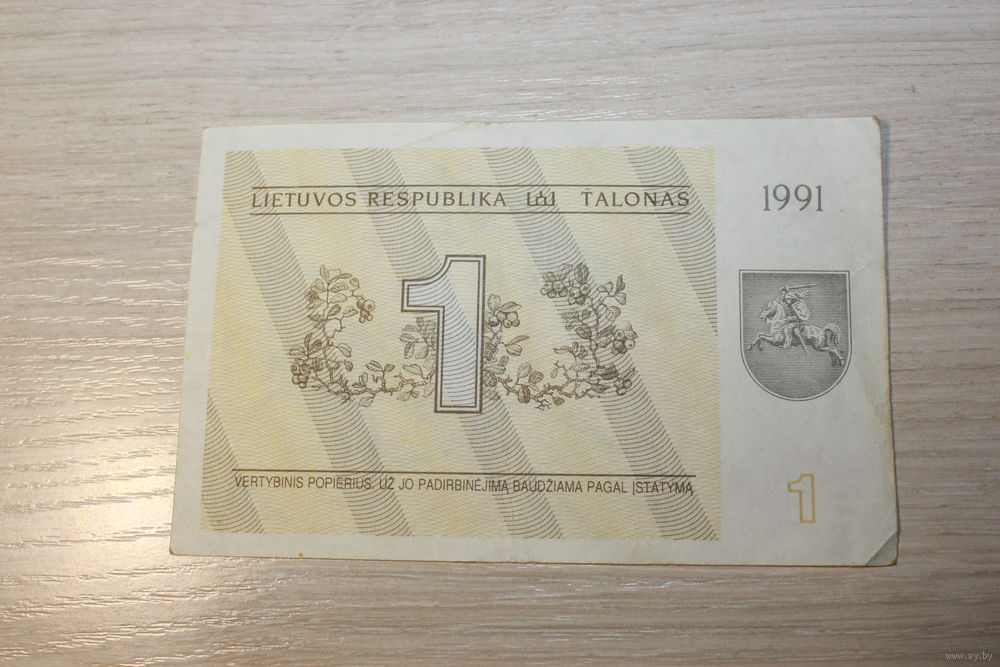 LIETUVOS RESPUBLIKA TALONAS
1991
1
VERTYBINIS POPIERIUS. UŽ JO PADIRBINĖJIMĄ BAUDŽIAMA PAGAL ĮSTATYMĄ
1
www.ay.by